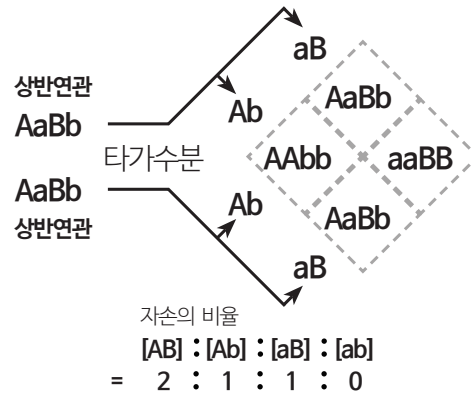 aB
상반연관
Ab
AaBb
AaBb
타가수분
AAbb
aaBB
AaBb
Ab
AaBb
상반연관
aB
자손의 비율
[AB] : [Ab] : [aB] : [ab]
= 2 : 1 : 1 : 0